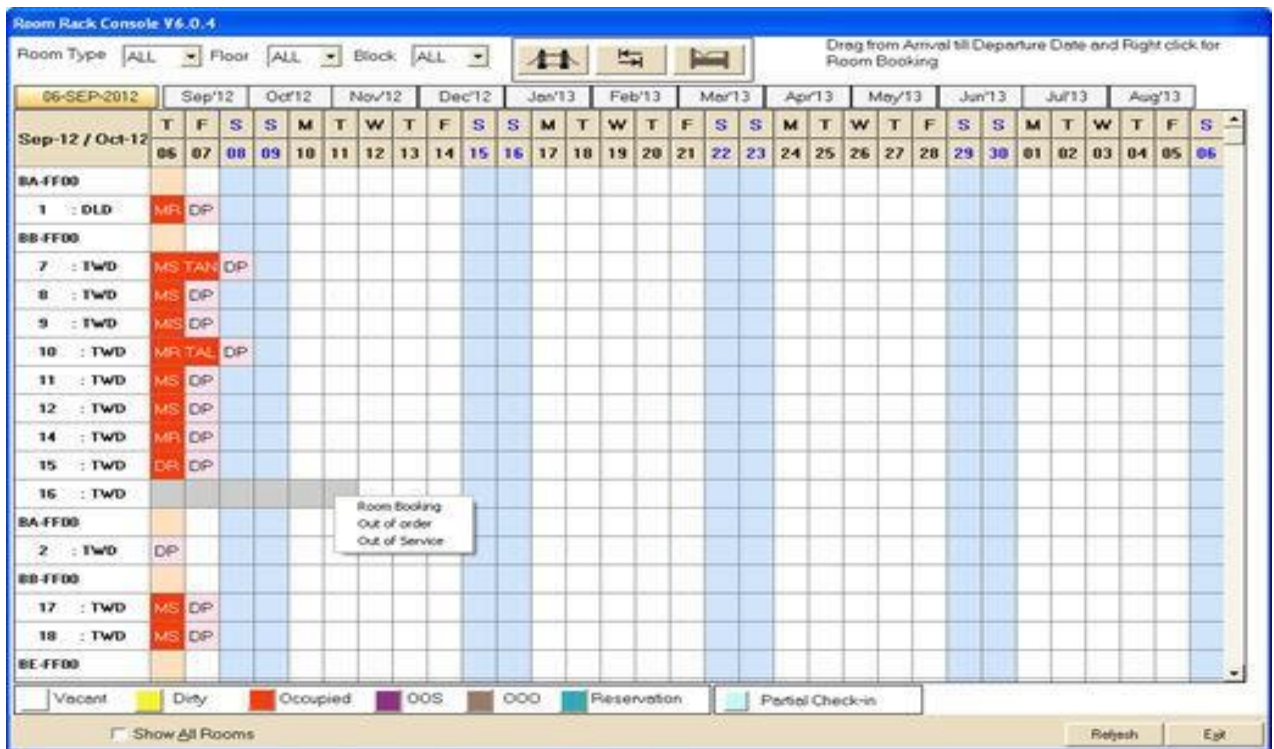 Room Rack Console V6.0.4
Room Type ALL Floor ALL Block ALL
Drag from Arrival till Departure Date and Right click for
Room Booking
06-SEP-2012 Sep'12 Oct'12 Nov'12 Dec'12 Jan'13 Feb'13 Mar'13 Apr'13 May'13 Jun'13 Jul'13 Aug'13
Sep-12 / Oct-12
T F S S M T W T F S S M T W T F S S M T W T F S S M T W T F S
06 07 08 09 10 11 12 13 14 15 16 17 18 19 20 21 22 23 24 25 26 27 28 29 30 01 02 03 04 05 06
BA-FF00
1 : DLD MR DP
BB-FF00
7 : TWD MS TAN DP
8 : TWD MS DP
9 : TWD MIS DP
10 : TWD MR TAL DP
11 : TWD MS DP
12 : TWD MS DP
14 : TWD MR DP
15 : TWD DR DP
16 : TWD
Room Booking
Out of order
Out of Service
BA-FF00
2 : TWD DP
BB-FF00
17 : TWD MS DP
18 : TWD MS DP
BE-FF00
Vacant Dirty Occupied OOS OOO Reservation Partial Check-in
Show All Rooms Refresh Exit